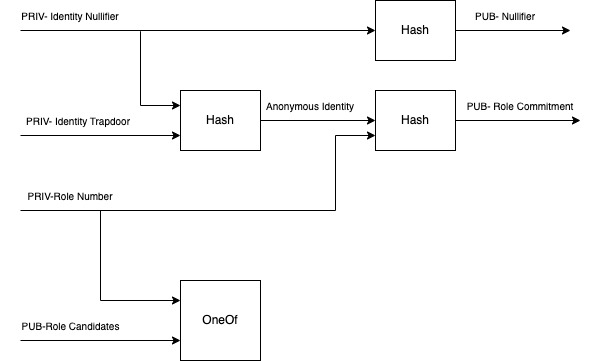 PRIV- Identity Nullifier
Hash
PUB- Nullifier
PRIV- Identity Trapdoor
Hash
Anonymous Identity
Hash
PUB- Role Commitment
PRIV-Role Number
OneOf
PUB-Role Candidates